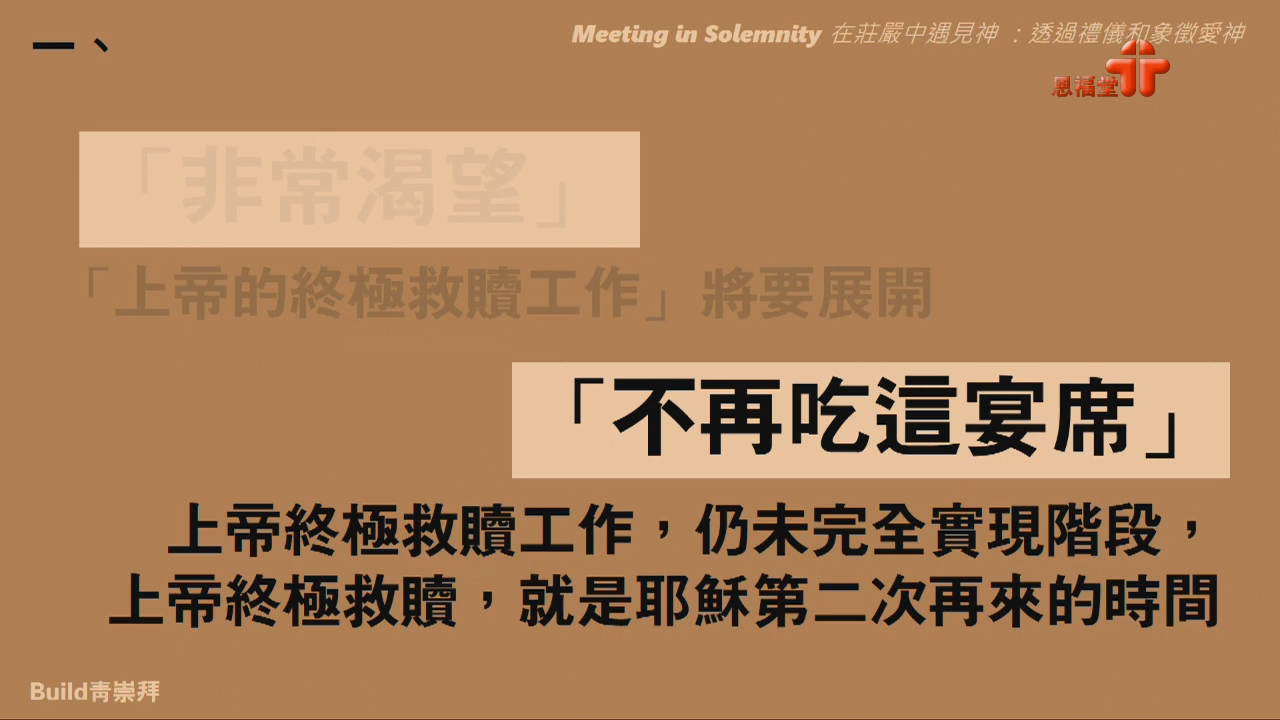 一、
Meeting in Solemnity 在莊嚴中遇見神 ：透過禮儀和象徵愛神
恩福堂
「非常渴望」
「上帝的終極救贖工作」將要展開
「不再吃這宴席」
上帝終極救贖工作，仍未完全實現階段，
上帝終極救贖，就是耶穌第二次再來的時間
Build青崇拜